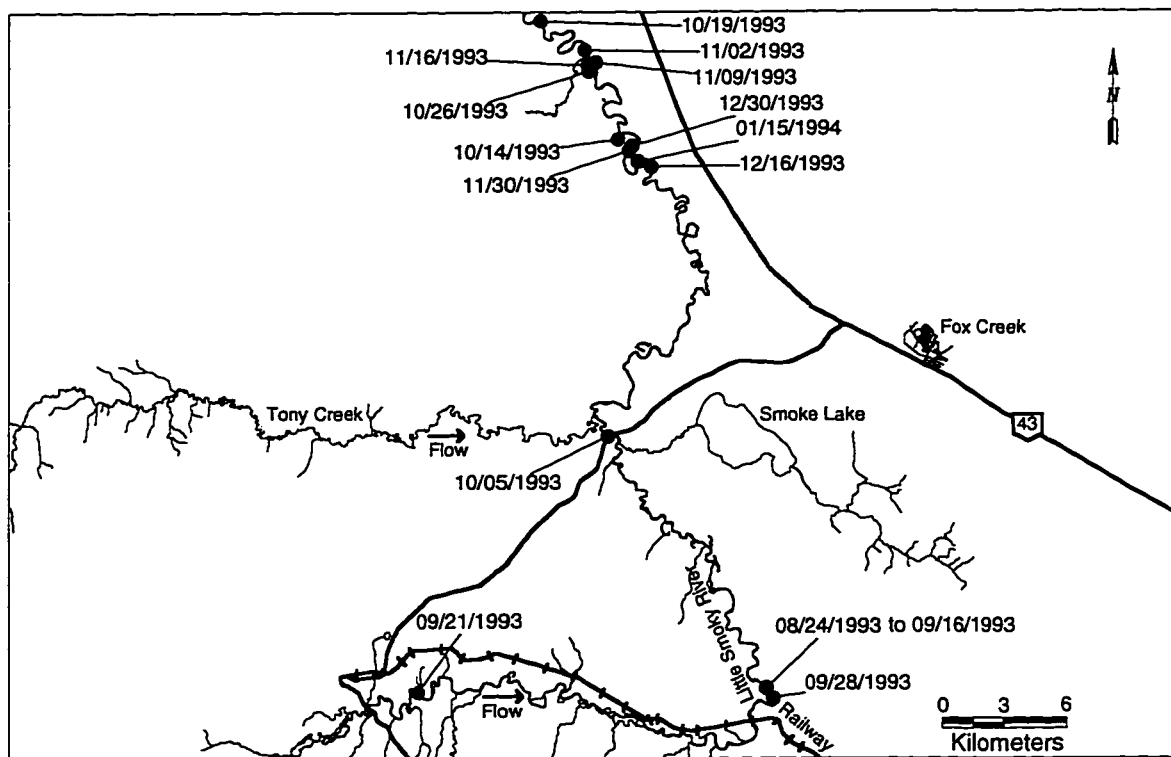 10/19/1993
11/02/1993
11/16/1993
11/09/1993
N
10/26/1993
12/30/1993
01/15/1994
10/14/1993
12/16/1993
11/30/1993
Fox Creek
Tony Creek
Smoke Lake
43
Flow
10/05/1993
Little Smoky River
09/21/1993
08/24/1993 to 09/16/1993
09/28/1993
Flow
Railway
0 3 6
Kilometers